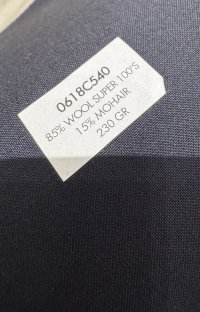 0618C540
85% WOOL SUPER 100'S
15% MOHAIR
230 GR